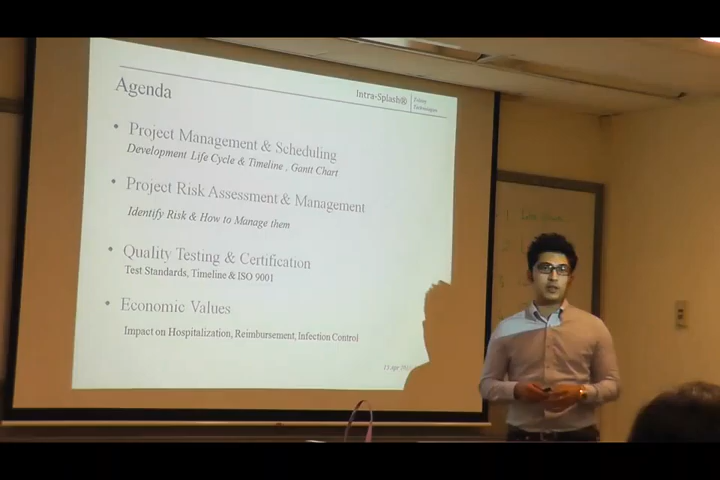 Agenda
Intra-Splash®
• Project Management & Scheduling
Development Life Cycle & Timeline , Gantt Chart
• Project Risk Assessment & Management
Identify Risk & How to Manage them
• Quality Testing & Certification
Test Standards, Timeline & ISO 9001
• Economic Values
Impact on Hospitalization, Reimbursement, Infection Control